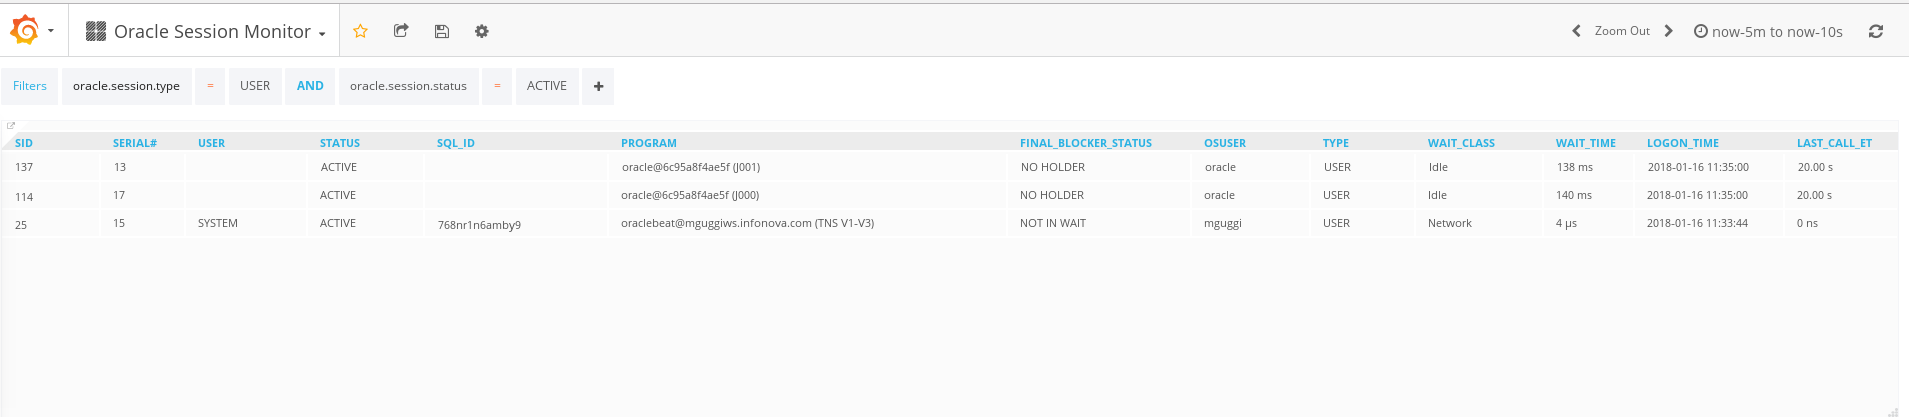 Oracle Session Monitor Zoom Out now-5m to now-10s
Filters oracle.session.type = USER AND oracle.session.status = ACTIVE +
SID SERIAL# USER STATUS SQL_ID PROGRAM FINAL_BLOCKER_STATUS OSUSER TYPE WAIT_CLASS WAIT_TIME LOGON_TIME LAST_CALL_ET
137 13 ACTIVE oracle@6c95a8f4ae5f (J001) NO HOLDER oracle USER Idle 138 ms 2018-01-16 11:35:00 20.00 s
114 17 ACTIVE oracle@6c95a8f4ae5f (J000) NO HOLDER oracle USER Idle 140 ms 2018-01-16 11:35:00 20.00 s
25 15 SYSTEM ACTIVE 768nr1n6amby9 oraclebeat@mguggiws.infonova.com (TNS V1-V3) NOT IN WAIT mguggi USER Network 4 µs 2018-01-16 11:33:44 0 ns